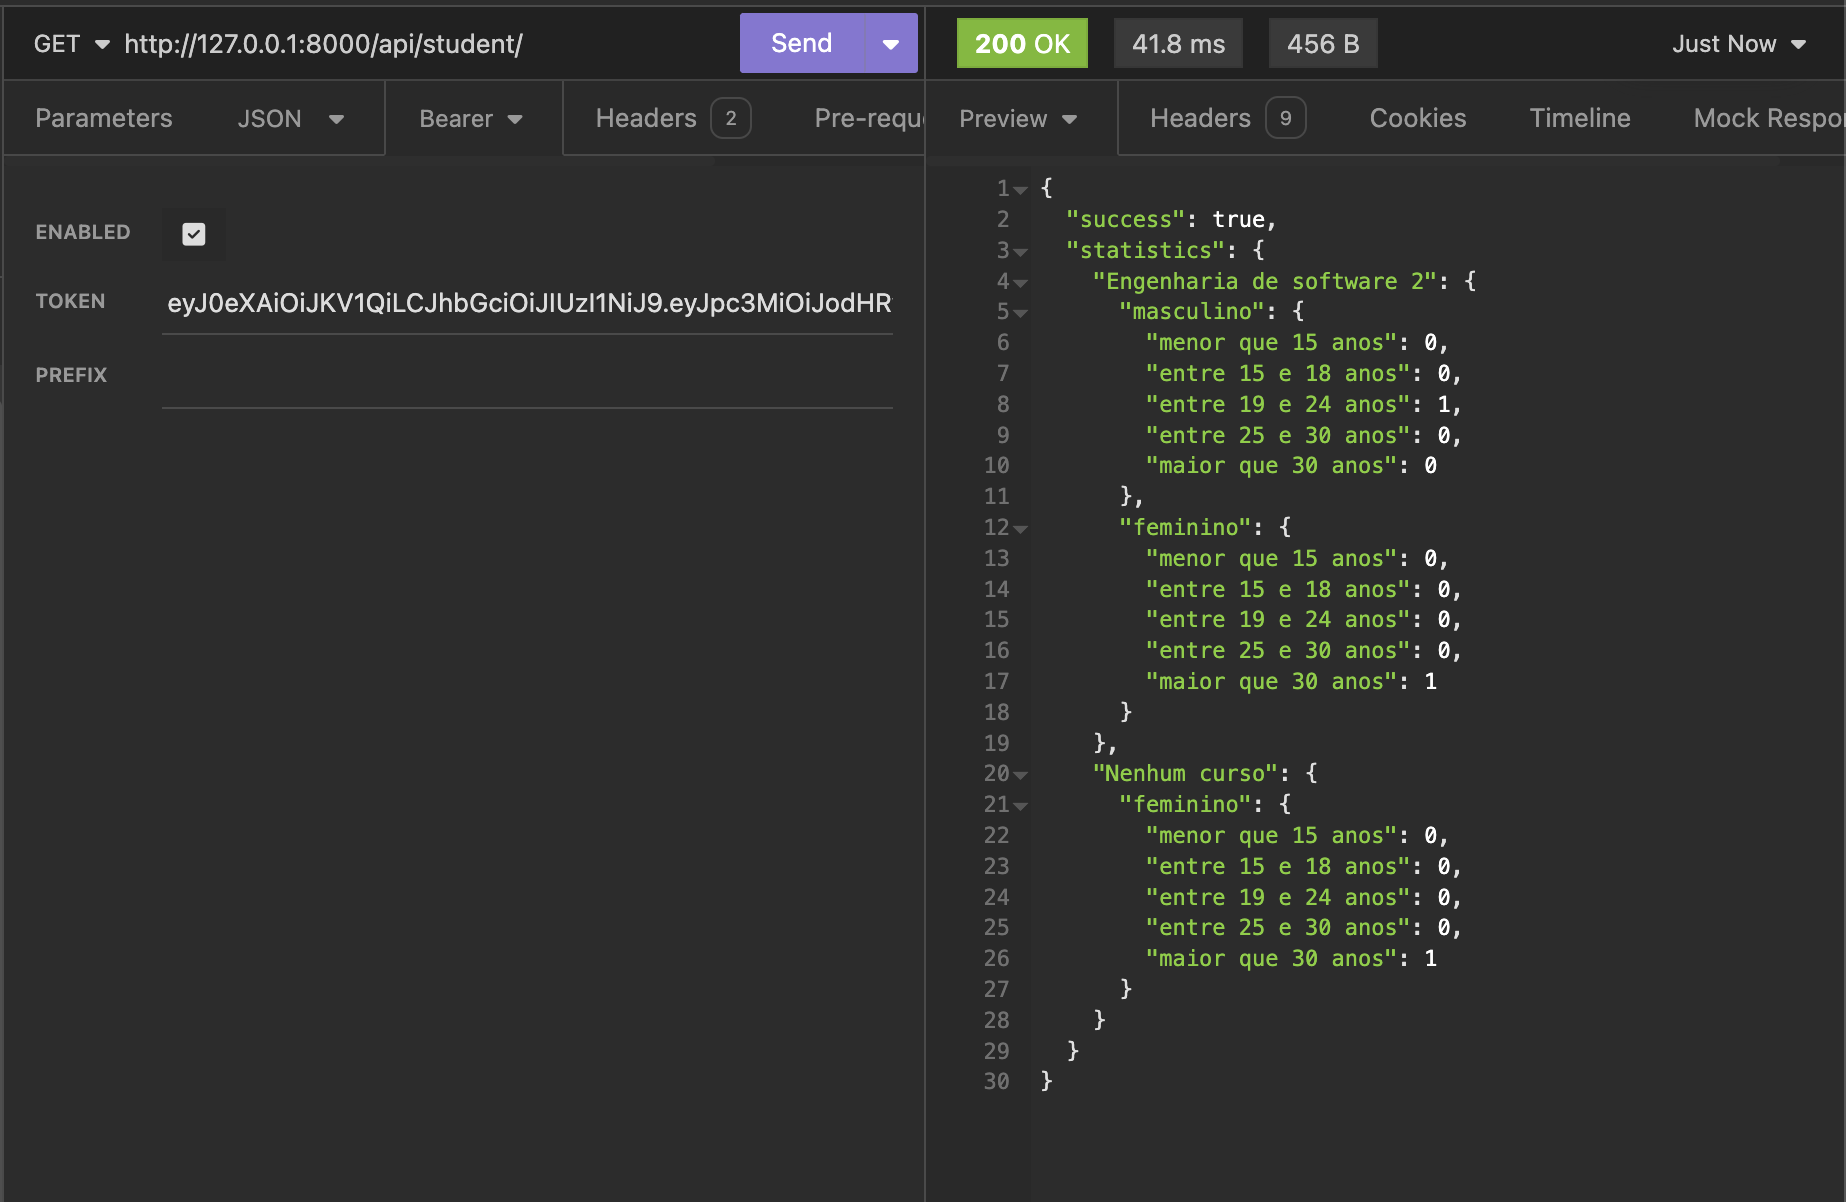 GET http://127.0.0.1:8000/api/student/ Send
200 OK 41.8 ms 456 B Just Now
Parameters JSON Bearer Headers 2 Pre-requ
Preview Headers 9 Cookies Timeline Mock Respo
ENABLED
TOKEN eyJ0eXAiOiJKV1QiLCJhbGciOiJIUzI1NiJ9.eyJpc3MiOiJodHR
PREFIX
1 {
2 "success": true,
3 "statistics": {
4 "Engenharia de software 2": {
5 "masculino": {
6 "menor que 15 anos": 0,
7 "entre 15 e 18 anos": 0,
8 "entre 19 e 24 anos": 1,
9 "entre 25 e 30 anos": 0,
10 "maior que 30 anos": 0
11 },
12 "feminino": {
13 "menor que 15 anos": 0,
14 "entre 15 e 18 anos": 0,
15 "entre 19 e 24 anos": 0,
16 "entre 25 e 30 anos": 0,
17 "maior que 30 anos": 1
18 }
19 },
20 "Nenhum curso": {
21 "feminino": {
22 "menor que 15 anos": 0,
23 "entre 15 e 18 anos": 0,
24 "entre 19 e 24 anos": 0,
25 "entre 25 e 30 anos": 0,
26 "maior que 30 anos": 1
27 }
28 }
29 }
30 }